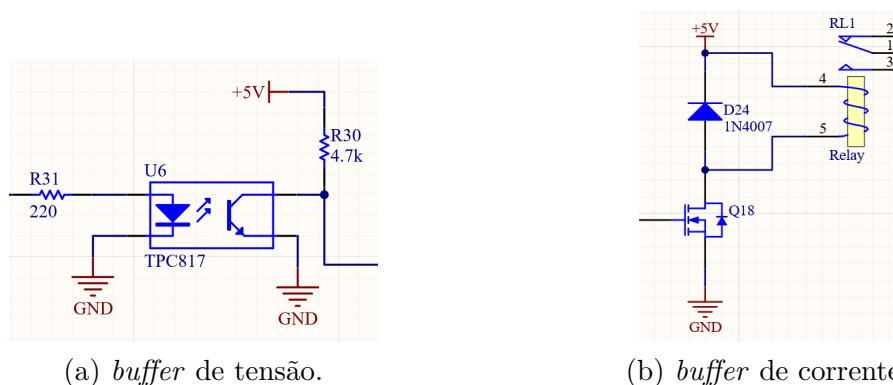 +5V
R30
4.7k
U6
R31
220
TPC817
GND
GND
(a) buffer de tensão.
RL1
+5V
2
1
3
4
D24
1N4007
5
Relay
Q18
GND
(b) buffer de corrente